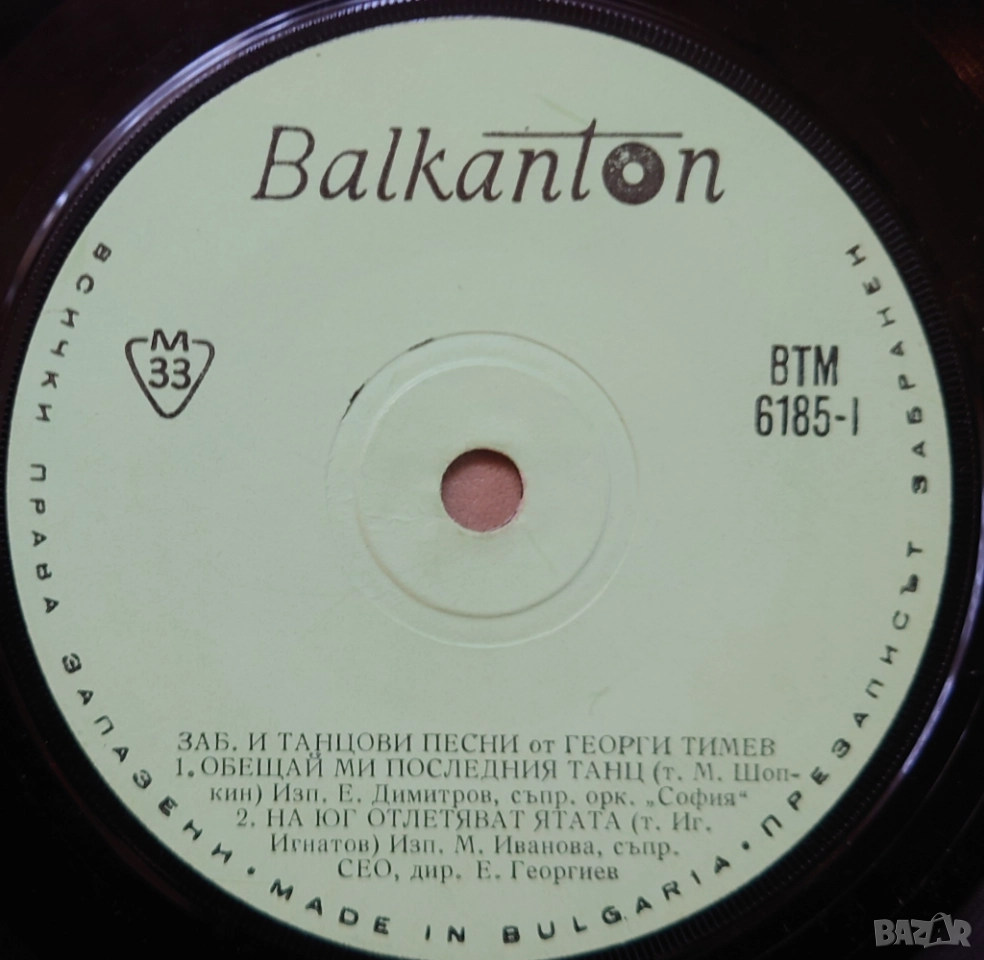 Balkanton
M
33
ВТМ
6185-I
ЗАБ. И ТАНЦОВИ ПЕСНИ от ГЕОРГИ ТИМЕВ
1. ОБЕЩАЙ МИ ПОСЛЕДНИЯ ТАНЦ (т. М. Шоп-
кин) Изп. Е. Димитров, съпр. орк. „София“
2. НА ЮГ ОТЛЕТЯВАТ ЯТАТА (т. Иг.
Игнатов) Изп. М. Иванова, съпр.
СЕО, дир. Е. Георгиев
ВСИЧКИ ПРАВА ЗАПАЗЕНИ • MADE IN BULGARIA • ПРЕЗАПИСЪТ ЗАБРАНЕН
BAZAR